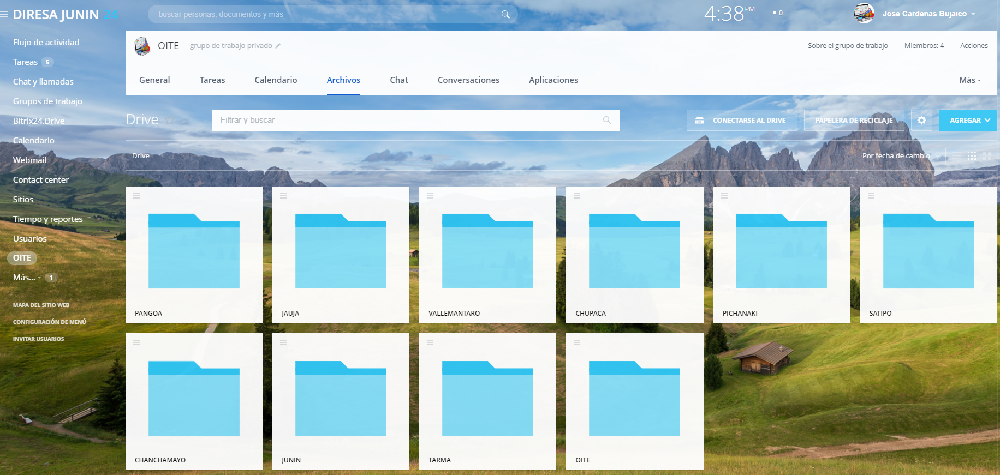 DIRESA JUNIN 24
buscar personas, documentos y más
4:38 PM
0
Jose Cardenas Bujaico
Flujo de actividad
Tareas 5
Chat y llamadas
Grupos de trabajo
Bitrix24.Drive
Calendario
Webmail
Contact center
Sitios
Tiempo y reportes
Usuarios
OITE
Más... 1
MAPA DEL SITIO WEB
CONFIGURACIÓN DE MENÚ
INVITAR USUARIOS
OITE grupo de trabajo privado
Sobre el grupo de trabajo Miembros: 4 Acciones
General Tareas Calendario Archivos Chat Conversaciones Aplicaciones Más
Drive
Filtrar y buscar
CONECTARSE AL DRIVE PAPELERA DE RECICLAJE AGREGAR
Drive
Por fecha de cambio
PANGOA JAUJA VALLEMANTARO CHUPACA PICHANAKI SATIPO
CHANCHAMAYO JUNIN TARMA OITE